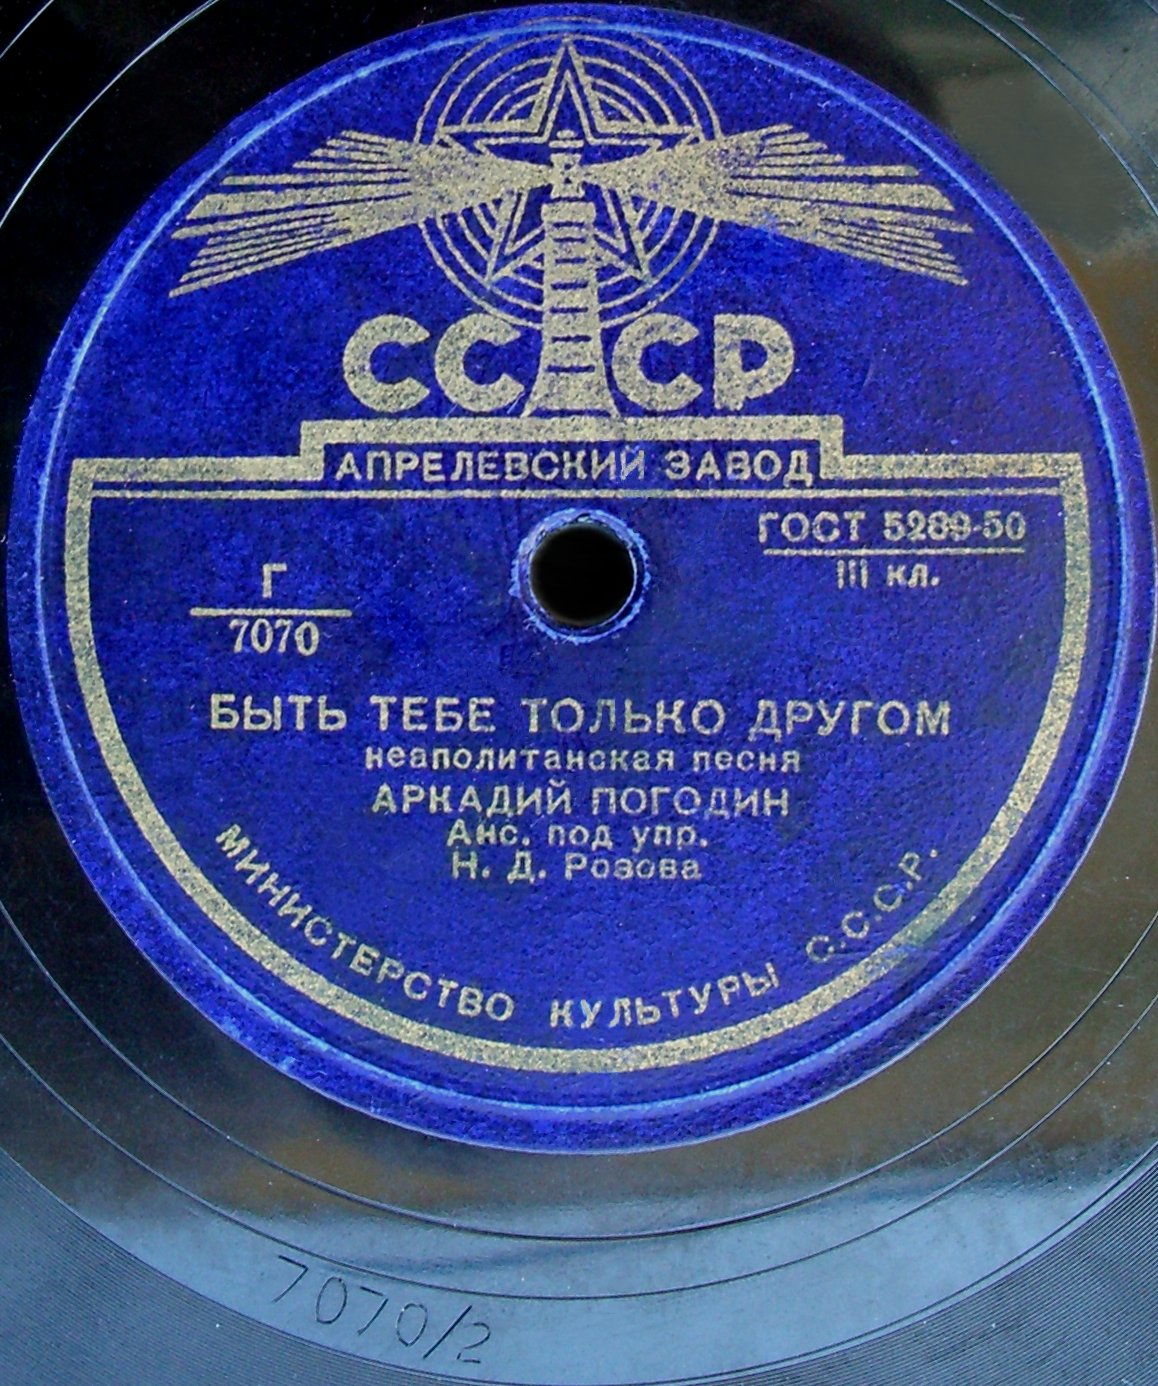 СССР
АПРЕЛЕВСКИЙ ЗАВОД
ГОСТ 5289-50
III кл.
Г
7070
БЫТЬ ТЕБЕ ТОЛЬКО ДРУГОМ
неаполитанская песня
АРКАДИЙ ПОГОДИН
Анс. под упр.
Н. Д. Розова
МИНИСТЕРСТВО КУЛЬТУРЫ С.С.С.Р.
7070/2